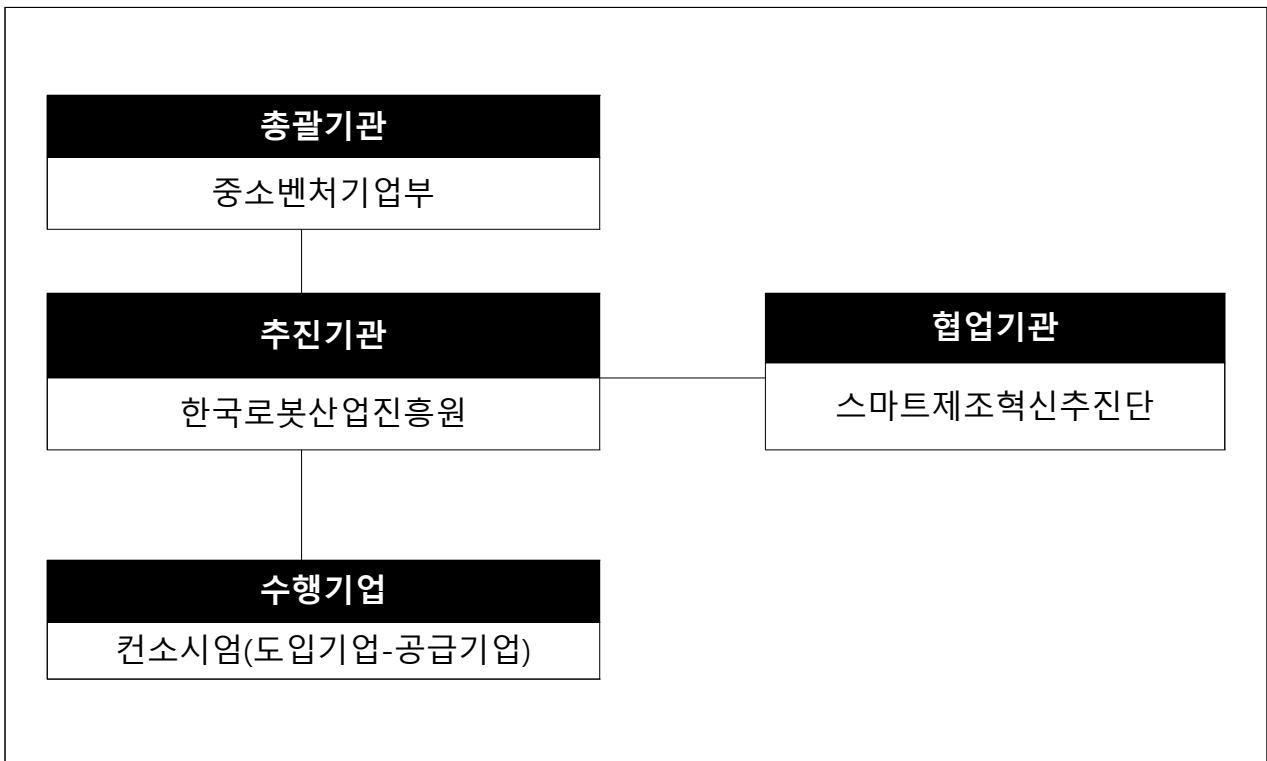 총괄기관
중소벤처기업부
추진기관
한국로봇산업진흥원
협업기관
스마트제조혁신추진단
수행기업
컨소시엄(도입기업-공급기업)